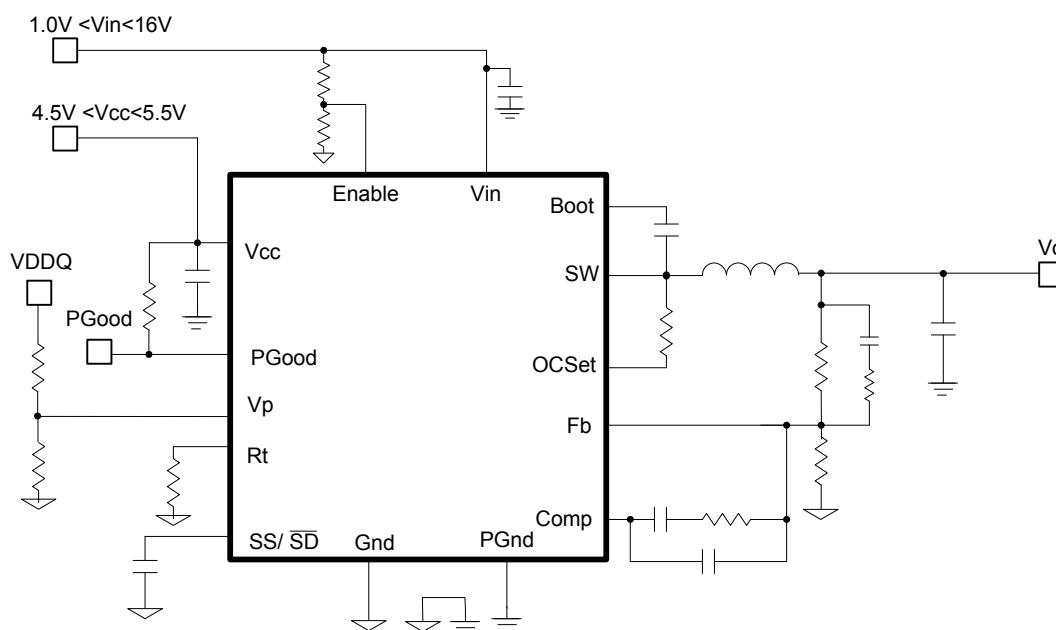 1.0V <Vin<16V
4.5V <Vcc<5.5V
Enable
Vin
Boot
Vcc
SW
VDDQ
PGood
PGood
OCSet
Vp
Fb
Rt
Comp
SS/ SD
Gnd
PGnd